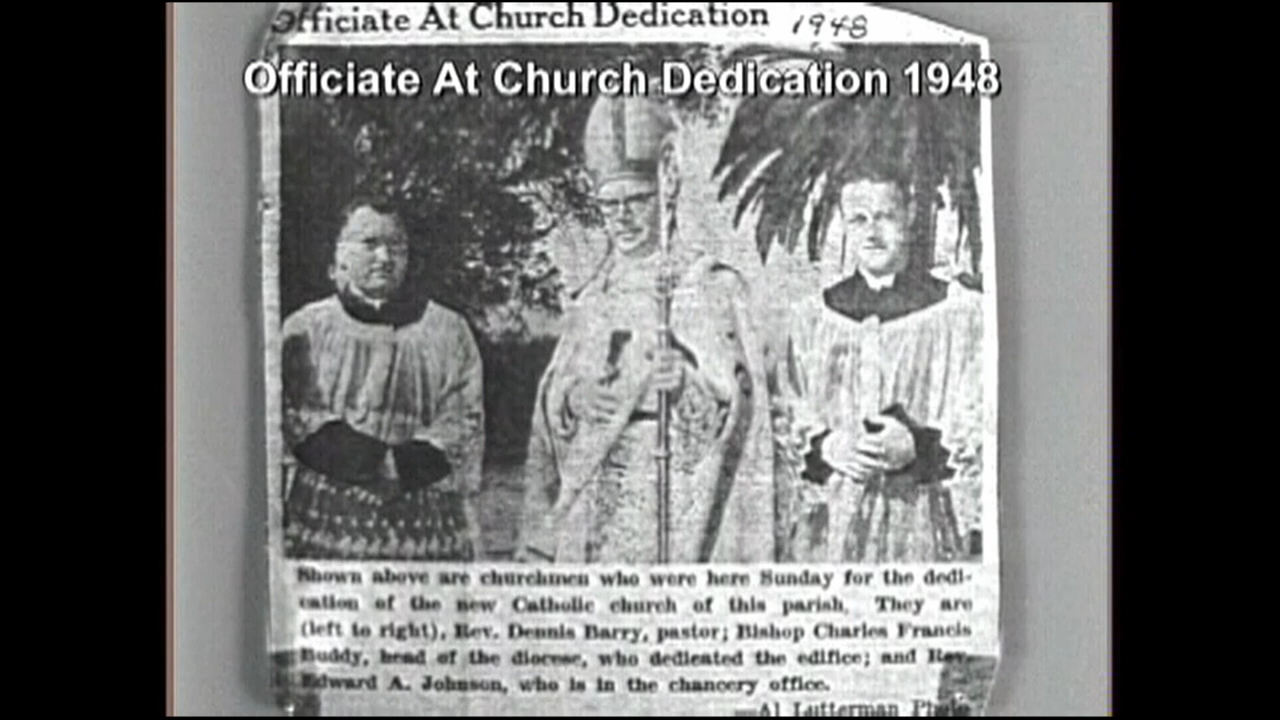 Officiate At Church Dedication 1948
Officiate At Church Dedication 1948
Shown above are churchmen who were here Sunday for the dedi-
cation of the new Catholic church of this parish. They are
(left to right), Rev. Dennis Barry, pastor; Bishop Charles Francis
Buddy, head of the diocese, who dedicated the edifice; and Rev.
Edward A. Johnson, who is in the chancery office.
—Al Lutterman Photo